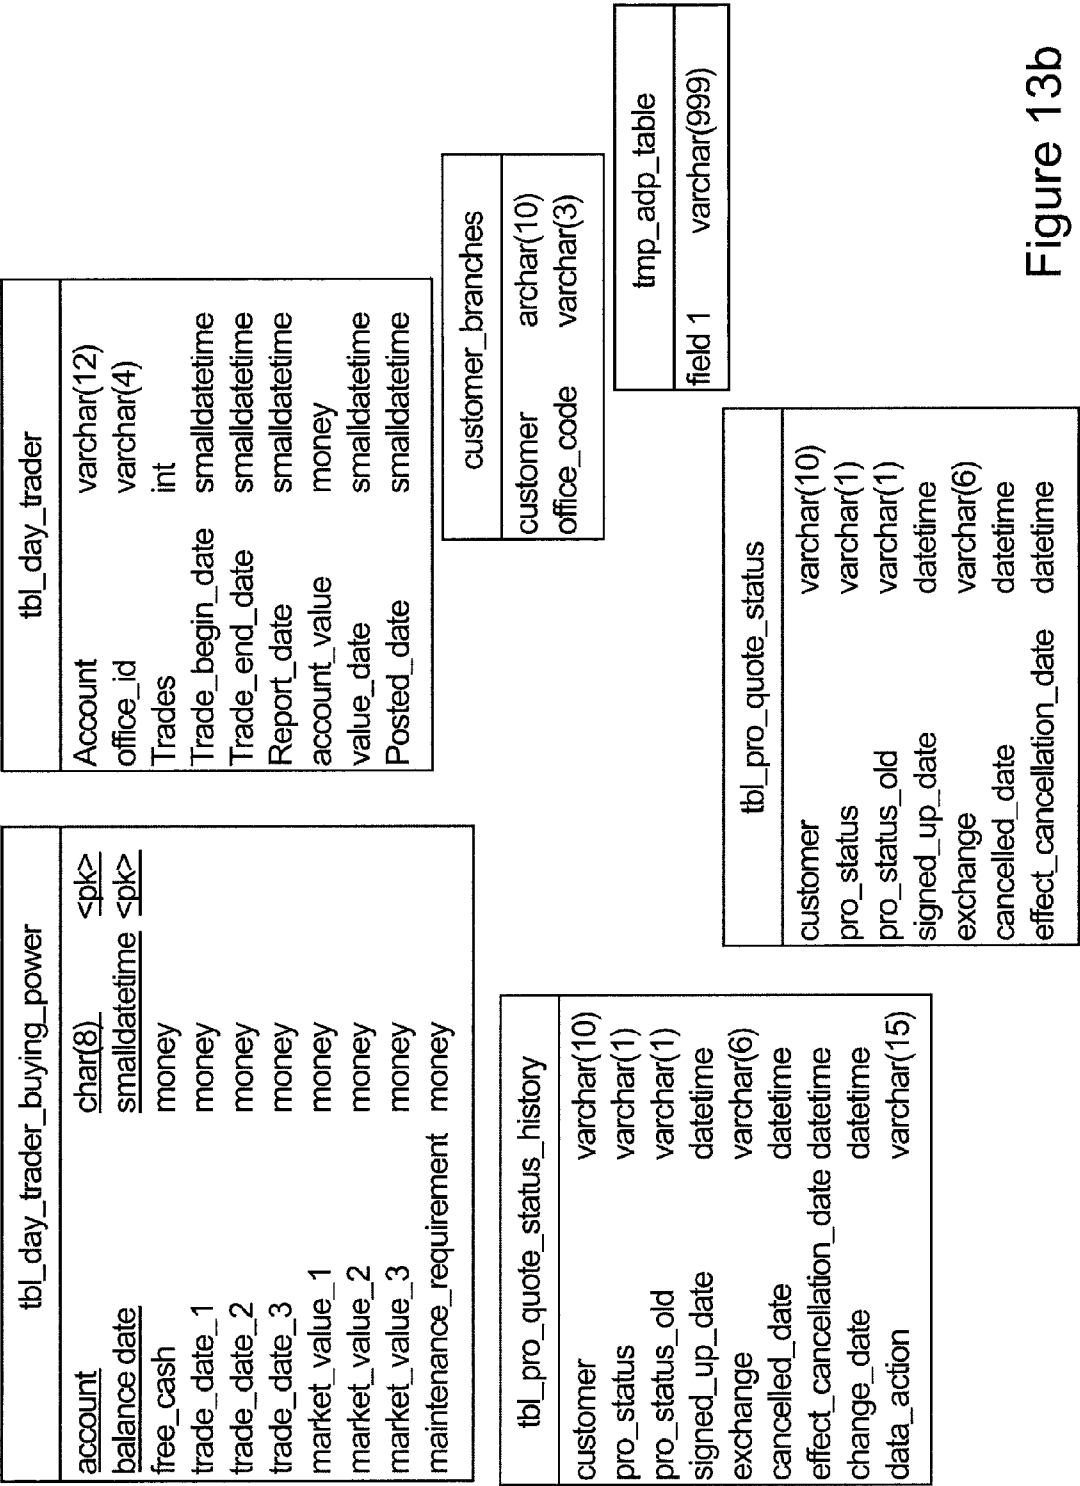 tbl_day_trader_buying_power
account char(8) <pk>
balance date smalldatetime <pk>
free_cash money
trade_date_1 money
trade_date_2 money
trade_date_3 money
market_value_1 money
market_value_2 money
market_value_3 money
maintenance_requirement money
tbl_day_trader
Account varchar(12)
office_id varchar(4)
Trades int
Trade_begin_date smalldatetime
Trade_end_date smalldatetime
Report_date smalldatetime
account_value money
value_date smalldatetime
Posted_date smalldatetime
customer_branches
customer archar(10)
office_code varchar(3)
tmp_adp_table
field 1 varchar(999)
tbl_pro_quote_status_history
customer varchar(10)
pro_status varchar(1)
pro_status_old varchar(1)
signed_up_date datetime
exchange varchar(6)
cancelled_date datetime
effect_cancellation_date datetime
change_date datetime
data_action varchar(15)
tbl_pro_quote_status
customer varchar(10)
pro_status varchar(1)
pro_status_old varchar(1)
signed_up_date datetime
exchange varchar(6)
cancelled_date datetime
effect_cancellation_date datetime
Figure 13b